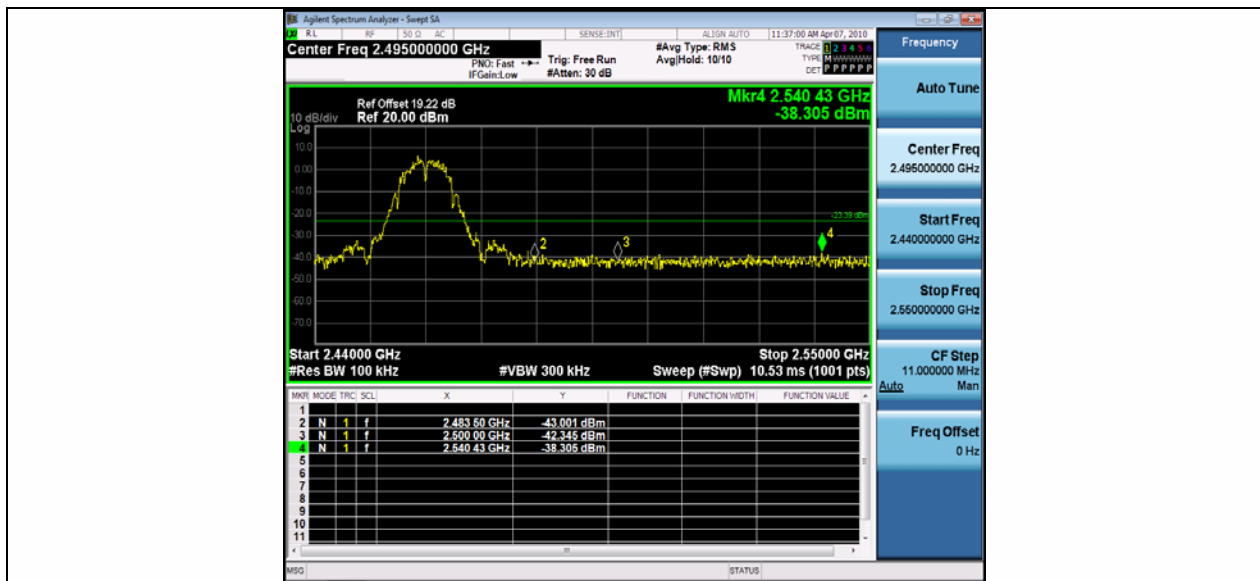 Agilent Spectrum Analyzer - Swept SA
RL RF 50 Ω AC SENSE:INT ALIGN AUTO 11:37:00 AM Apr 07, 2010
Center Freq 2.495000000 GHz
PNO: Fast
IFGain:Low
Trig: Free Run
#Atten: 30 dB
#Avg Type: RMS
Avg|Hold: 10/10
TRACE 1 2 3 4 5 6
TYPE M WWWWW
DET P P P P P P
Mkr4 2.540 43 GHz
-38.305 dBm
Ref Offset 19.22 dB
10 dB/div Ref 20.00 dBm
Log
10.0
0.00
-10.0
-20.0
-23.39 dBm
-30.0
-40.0
-50.0
-60.0
-70.0
2
3
4
Start 2.44000 GHz Stop 2.55000 GHz
#Res BW 100 kHz #VBW 300 kHz Sweep (#Swp) 10.53 ms (1001 pts)
MKR MODE TRC SCL X Y FUNCTION FUNCTION WIDTH FUNCTION VALUE
1
2 N 1 f 2.483 50 GHz -43.001 dBm
3 N 1 f 2.500 00 GHz -42.345 dBm
4 N 1 f 2.540 43 GHz -38.305 dBm
5
6
7
8
9
10
11
MSG STATUS
Frequency
Auto Tune
Center Freq
2.495000000 GHz
Start Freq
2.440000000 GHz
Stop Freq
2.550000000 GHz
CF Step
11.000000 MHz
Auto Man
Freq Offset
0 Hz